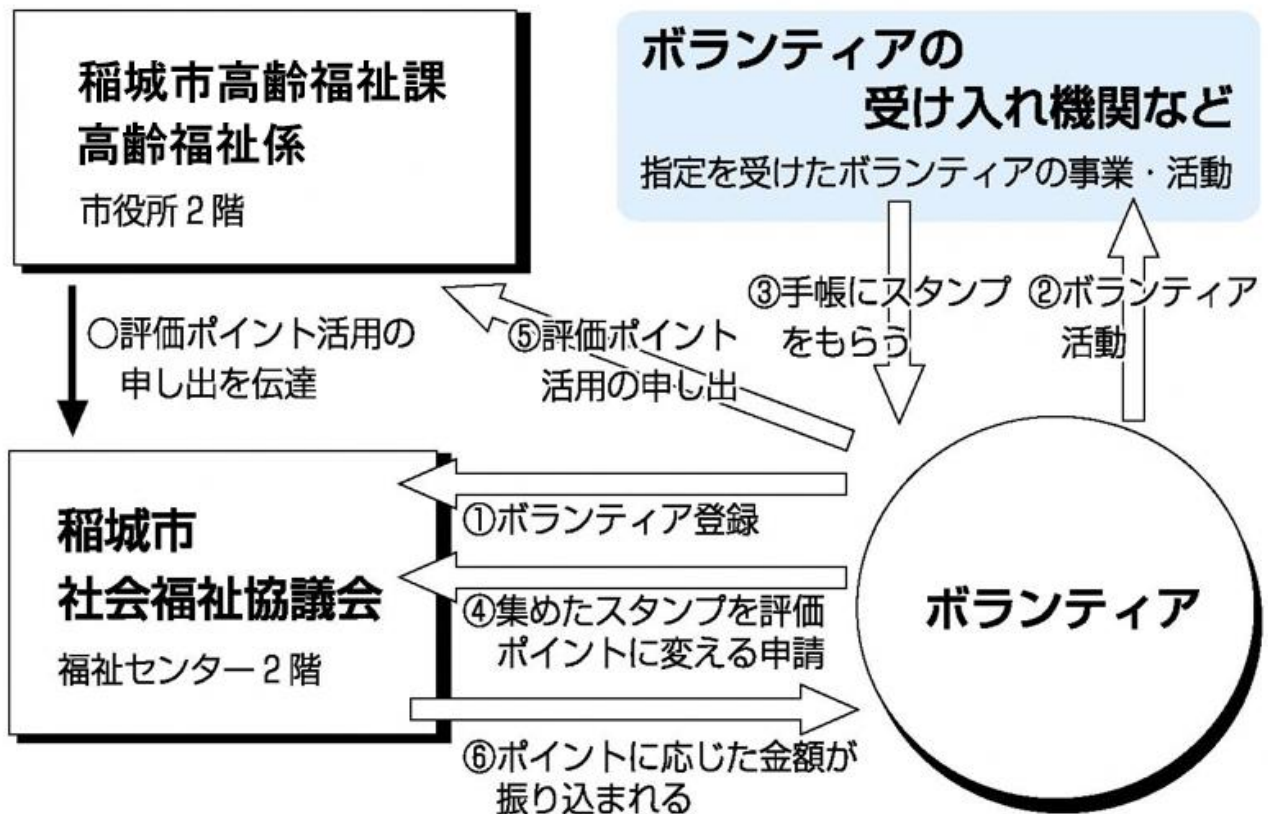 稲城市高齢福祉課
高齢福祉係
市役所2階
ボランティアの
受け入れ機関など
指定を受けたボランティアの事業・活動
○評価ポイント活用の
申し出を伝達
⑤評価ポイント
活用の申し出
③手帳にスタンプ
をもらう
②ボランティア
活動
稲城市
社会福祉協議会
福祉センター2階
①ボランティア登録
④集めたスタンプを評価
ポイントに変える申請
⑥ポイントに応じた金額が
振り込まれる
ボランティア